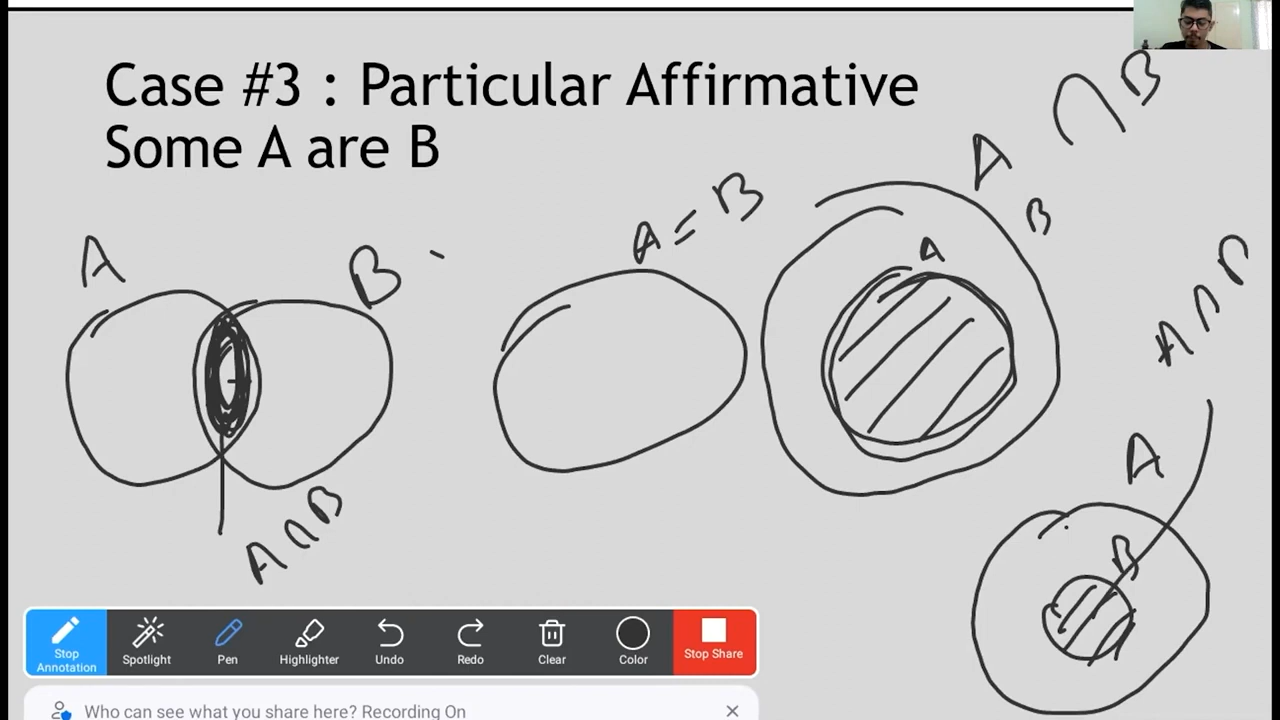 Case #3 : Particular Affirmative
Some A are B
A ∩ B
A
B
A = B
B
A
A ∩ B
A
B
A ∩ B
Stop Annotation
Spotlight
Pen
Highlighter
Undo
Redo
Clear
Color
Stop Share
Who can see what you share here? Recording On